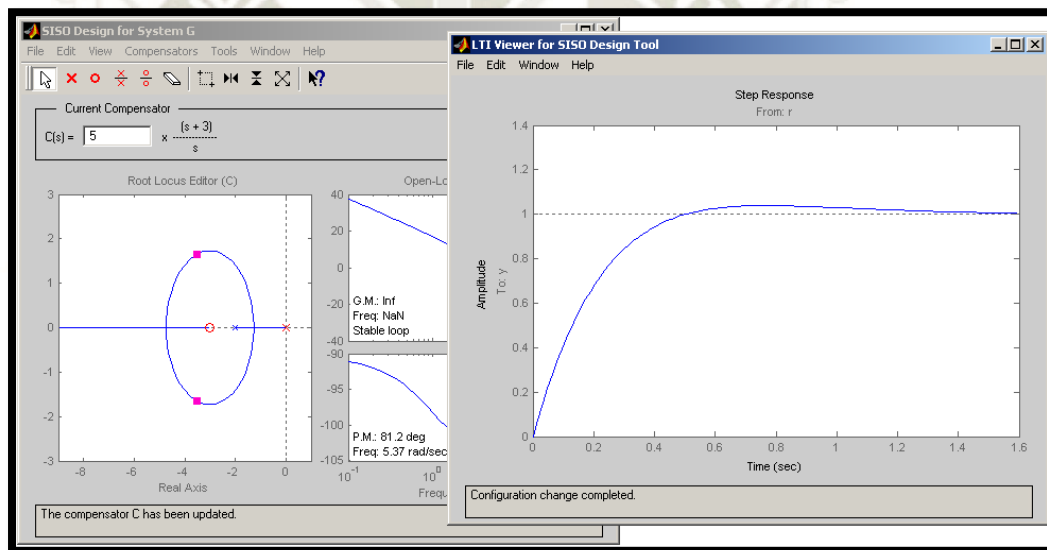 SISO Design for System G
File Edit View Compensators Tools Window Help
Current Compensator
C(s) = 5 x (s + 3)
s
Root Locus Editor (C)
3
2
1
0
-1
-2
-3
-8 -6 -4 -2 0
Real Axis
Open-Lo
40
20
0
-20
-40
G.M.: Inf
Freq: NaN
Stable loop
-90
-95
-100
-105
P.M.: 81.2 deg
Freq: 5.37 rad/sec
10^-1 10^0
Frequ
The compensator C has been updated.
LTI Viewer for SISO Design Tool
File Edit Window Help
Step Response
From: r
Amplitude
To: y
1.4
1.2
1
0.8
0.6
0.4
0.2
0
0 0.2 0.4 0.6 0.8 1 1.2 1.4 1.6
Time (sec)
Configuration change completed.